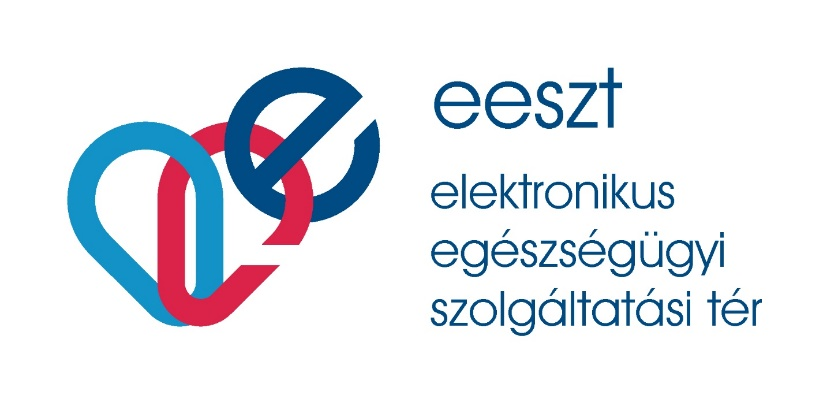 eeszt
elektronikus
egészségügyi
szolgáltatási tér